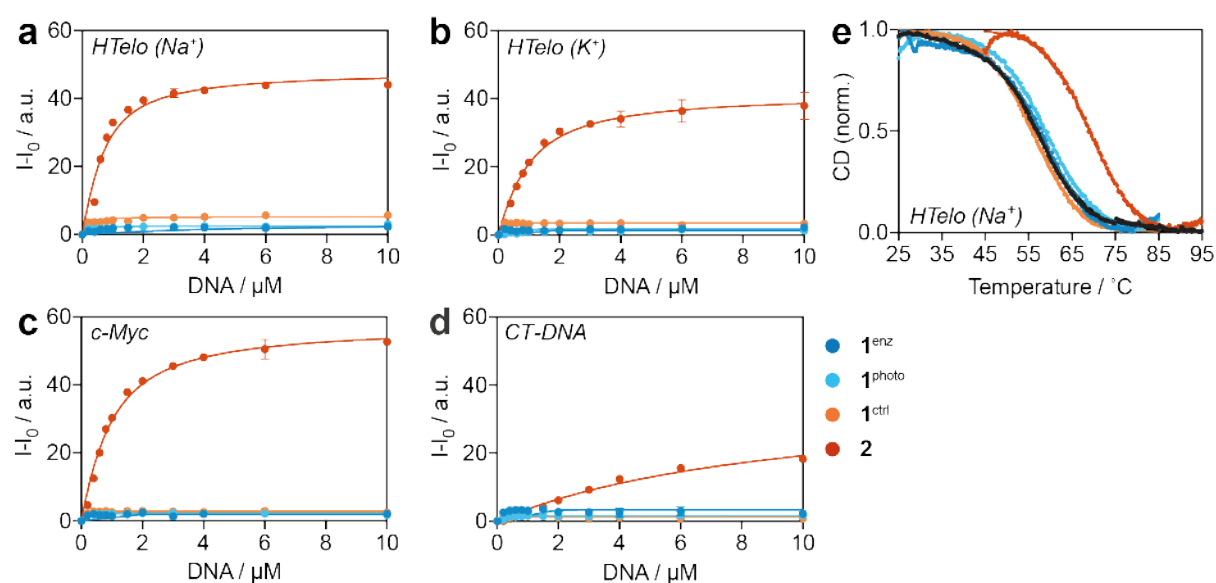 a
HTelo (Na⁺)
60
40
20
0
I-I₀ / a.u.
0 2 4 6 8 10
DNA / µM
b
HTelo (K⁺)
60
40
20
0
I-I₀ / a.u.
0 2 4 6 8 10
DNA / µM
e
1.0
0.5
0.0
CD (norm.)
HTelo (Na⁺)
25 35 45 55 65 75 85 95
Temperature / ˚C
c
c-Myc
60
40
20
0
I-I₀ / a.u.
0 2 4 6 8 10
DNA / µM
d
CT-DNA
60
40
20
0
I-I₀ / a.u.
0 2 4 6 8 10
DNA / µM
1ᵉⁿᶻ
1ᵖʰᵒᵗᵒ
1ᶜᵗʳˡ
2